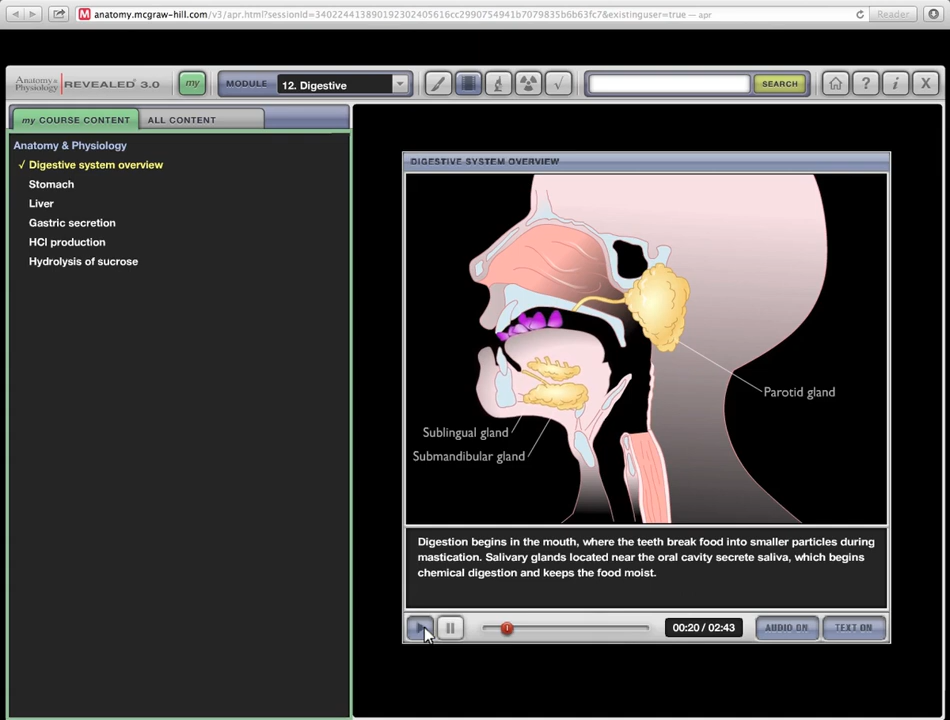 anatomy.mcgraw-hill.com/v3/apr.html?sessionId=340224413890192302405616cc2990754941b7079835b6b63fc7&existinguser=true — apr
Reader
Anatomy & Physiology REVEALED® 3.0
my
MODULE
12. Digestive
SEARCH
? i X
my COURSE CONTENT
ALL CONTENT
Anatomy & Physiology
√ Digestive system overview
Stomach
Liver
Gastric secretion
HCl production
Hydrolysis of sucrose
DIGESTIVE SYSTEM OVERVIEW
Parotid gland
Sublingual gland
Submandibular gland
Digestion begins in the mouth, where the teeth break food into smaller particles during
mastication. Salivary glands located near the oral cavity secrete saliva, which begins
chemical digestion and keeps the food moist.
00:20 / 02:43
AUDIO ON
TEXT ON